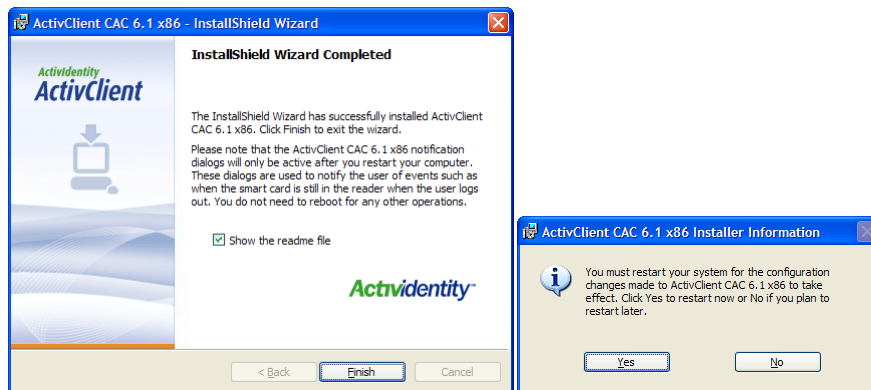 ActivClient CAC 6.1 x86 - InstallShield Wizard
InstallShield Wizard Completed
ActivIdentity
ActivClient
The InstallShield Wizard has successfully installed ActivClient
CAC 6.1 x86. Click Finish to exit the wizard.
Please note that the ActivClient CAC 6.1 x86 notification
dialogs will only be active after you restart your computer.
These dialogs are used to notify the user of events such as
when the smart card is still in the reader when the user logs
out. You do not need to reboot for any other operations.
Show the readme file
ActivIdentity™
< Back
Finish
Cancel
ActivClient CAC 6.1 x86 Installer Information
You must restart your system for the configuration
changes made to ActivClient CAC 6.1 x86 to take
effect. Click Yes to restart now or No if you plan to
restart later.
Yes
No